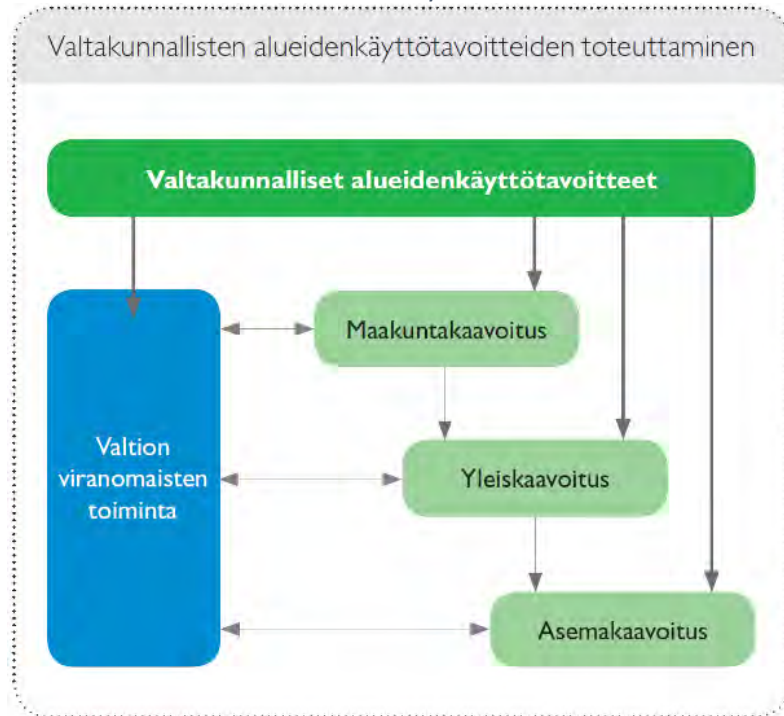 Valtakunnallisten alueidenkäyttötavoitteiden toteuttaminen
Valtakunnalliset alueidenkäyttötavoitteet
Maakuntakaavoitus
Valtion
viranomaisten
toiminta
Yleiskaavoitus
Asemakaavoitus